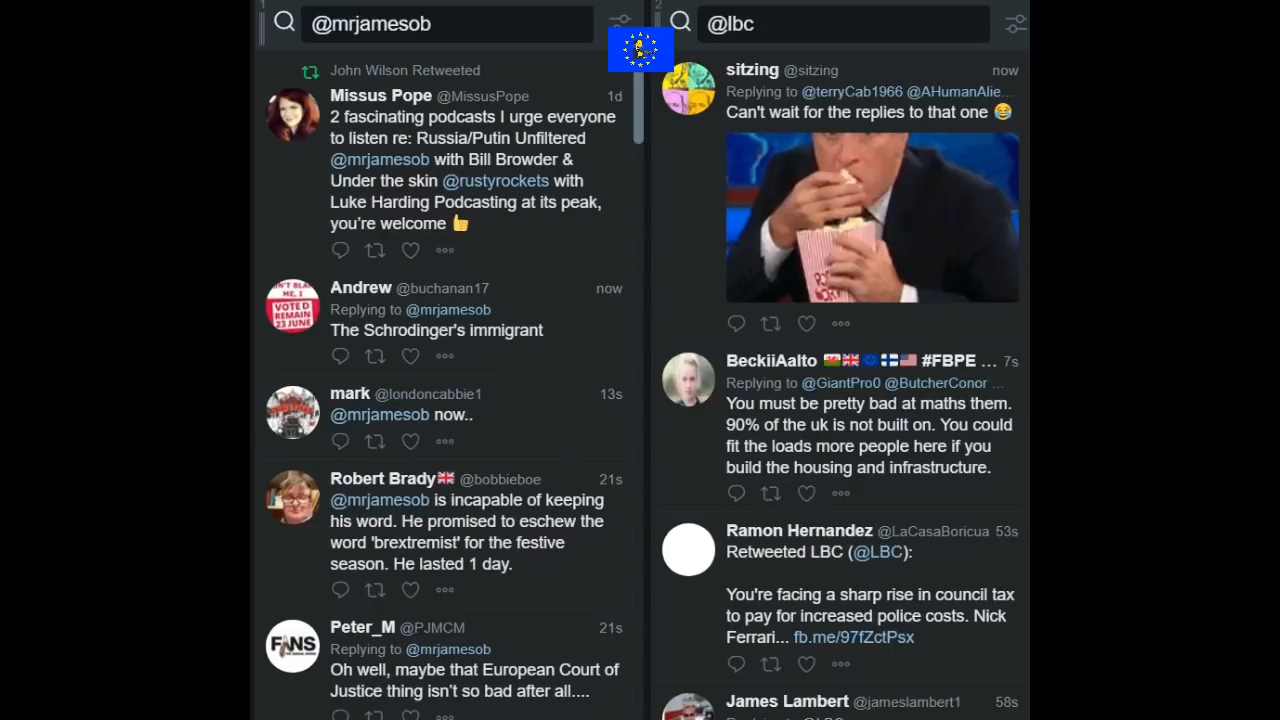 1
@mrjamesob
John Wilson Retweeted
Missus Pope @MissusPope 1d
2 fascinating podcasts I urge everyone
to listen re: Russia/Putin Unfiltered
@mrjamesob with Bill Browder &
Under the skin @rustyrockets with
Luke Harding Podcasting at its peak,
you're welcome 👍
Andrew @buchanan17 now
Replying to @mrjamesob
The Schrodinger's immigrant
mark @londoncabbie1 13s
@mrjamesob now..
Robert Brady🇬🇧 @bobbieboe 21s
@mrjamesob is incapable of keeping
his word. He promised to eschew the
word 'brextremist' for the festive
season. He lasted 1 day.
Peter_M @PJMCM 21s
Replying to @mrjamesob
Oh well, maybe that European Court of
Justice thing isn't so bad after all....
2
@lbc
sitzing @sitzing now
Replying to @terryCab1966 @AHumanAlie...
Can't wait for the replies to that one 😂
BeckiiAalto 🏴󠁧󠁢󠁷󠁬󠁳󠁿🇬🇧🇪🇺🇫🇮🇺🇸 #FBPE ... 7s
Replying to @GiantPro0 @ButcherConor ...
You must be pretty bad at maths them.
90% of the uk is not built on. You could
fit the loads more people here if you
build the housing and infrastructure.
Ramon Hernandez @LaCasaBoricua 53s
Retweeted LBC (@LBC):
You're facing a sharp rise in council tax
to pay for increased police costs. Nick
Ferrari... fb.me/97fZctPsx
James Lambert @jameslambert1 58s